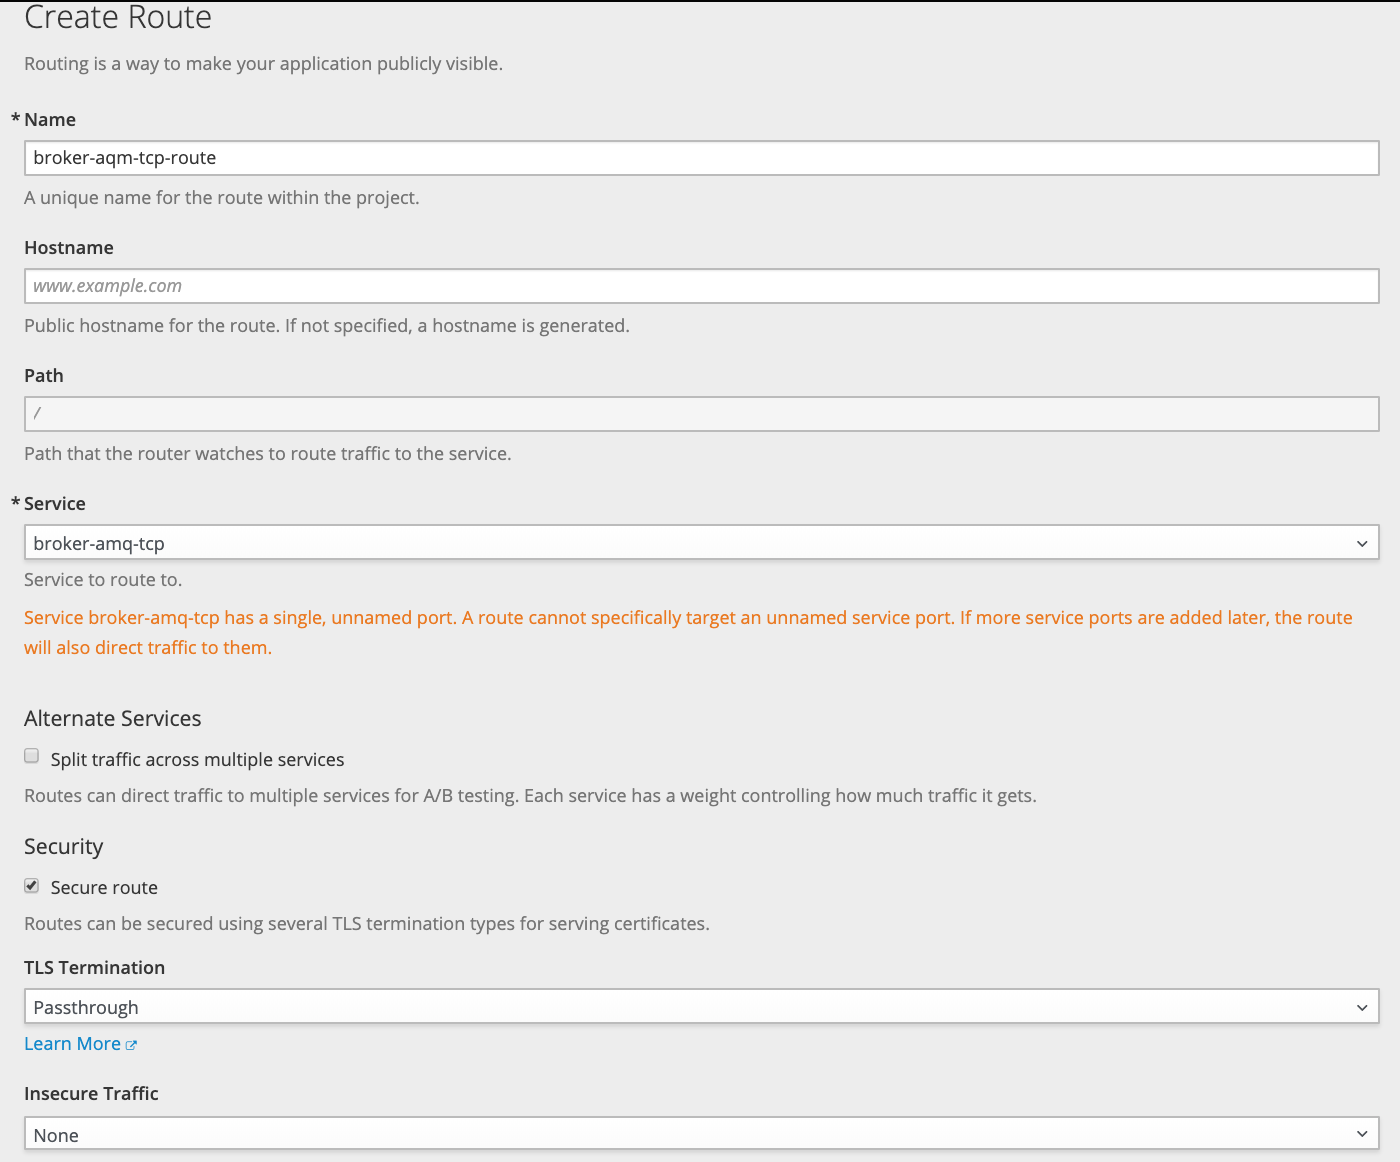 Create Route
Routing is a way to make your application publicly visible.
* Name
broker-aqm-tcp-route
A unique name for the route within the project.
Hostname
www.example.com
Public hostname for the route. If not specified, a hostname is generated.
Path
/
Path that the router watches to route traffic to the service.
* Service
broker-amq-tcp
Service to route to.
Service broker-amq-tcp has a single, unnamed port. A route cannot specifically target an unnamed service port. If more service ports are added later, the route
will also direct traffic to them.
Alternate Services
Split traffic across multiple services
Routes can direct traffic to multiple services for A/B testing. Each service has a weight controlling how much traffic it gets.
Security
Secure route
Routes can be secured using several TLS termination types for serving certificates.
TLS Termination
Passthrough
Learn More
Insecure Traffic
None